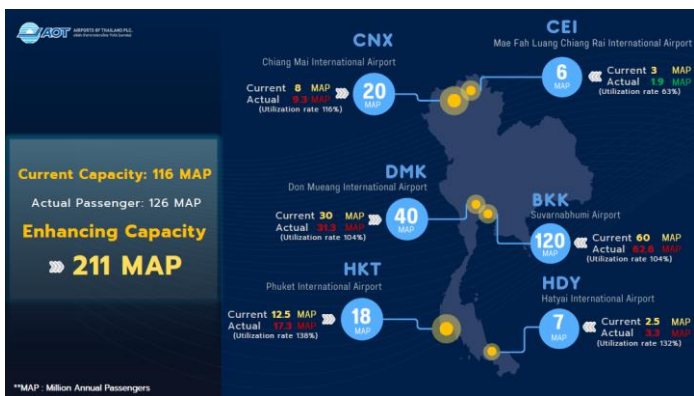 AOT AIRPORTS OF THAILAND PLC.
CNX
Chiang Mai International Airport
Current 8 MAP
Actual 9.3 MAP
(Utilization rate 116%)
20
MAP
CEI
Mae Fah Luang Chiang Rai International Airport
6
MAP
Current 3 MAP
Actual 1.9 MAP
(Utilization rate 63%)
Current Capacity: 116 MAP
Actual Passenger: 126 MAP
Enhancing Capacity
211 MAP
DMK
Don Mueang International Airport
Current 30 MAP
Actual 31.3 MAP
(Utilization rate 104%)
40
MAP
BKK
Suvarnabhumi Airport
120
MAP
Current 60 MAP
Actual 62.6 MAP
(Utilization rate 104%)
HKT
Phuket International Airport
Current 12.5 MAP
Actual 17.3 MAP
(Utilization rate 138%)
18
MAP
HDY
Hatyai International Airport
7
MAP
Current 2.5 MAP
Actual 3.3 MAP
(Utilization rate 132%)
**MAP : Million Annual Passengers